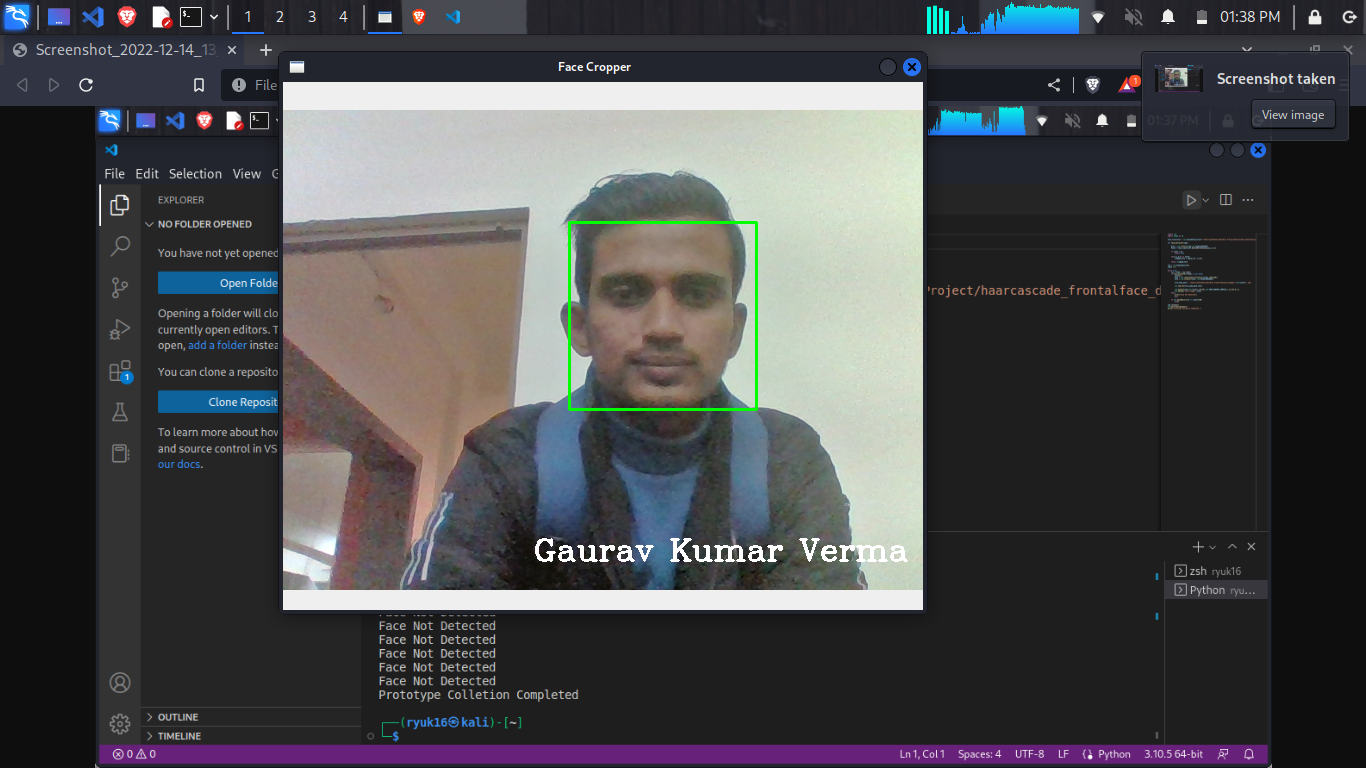 1 2 3 4
01:38 PM
Screenshot_2022-12-14_13
File
Face Cropper
Screenshot taken
View image
01:37 PM
File Edit Selection View G
EXPLORER
NO FOLDER OPENED
You have not yet opened
Open Folde
Opening a folder will clo
currently open editors. T
open, add a folder instea
You can clone a reposito
Clone Reposit
To learn more about how
and source control in VS
our docs.
Project/haarcascade_frontalface_d
Gaurav Kumar Verma
zsh ryuk16
Python ryu...
1
1
Face Not Detected
Face Not Detected
Face Not Detected
Face Not Detected
Face Not Detected
Prototype Colletion Completed
(ryuk16㉿kali)-[~]
$
OUTLINE
TIMELINE
0 0
Ln 1, Col 1 Spaces: 4 UTF-8 LF Python 3.10.5 64-bit